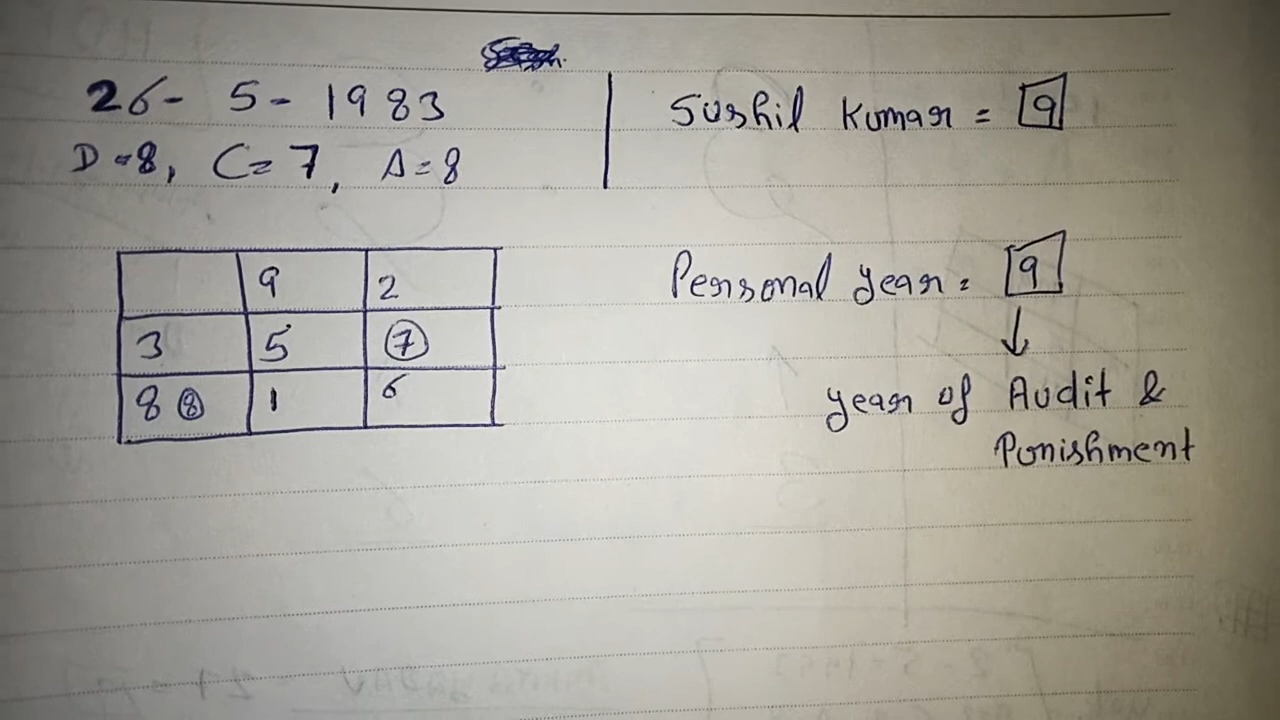 26- 5- 1983
D=8, C=7, A=8
Sushil Kumar = 9
9 2
3 5 7
8 8 1 6
Personal year = 9
↓
year of Audit &
Punishment